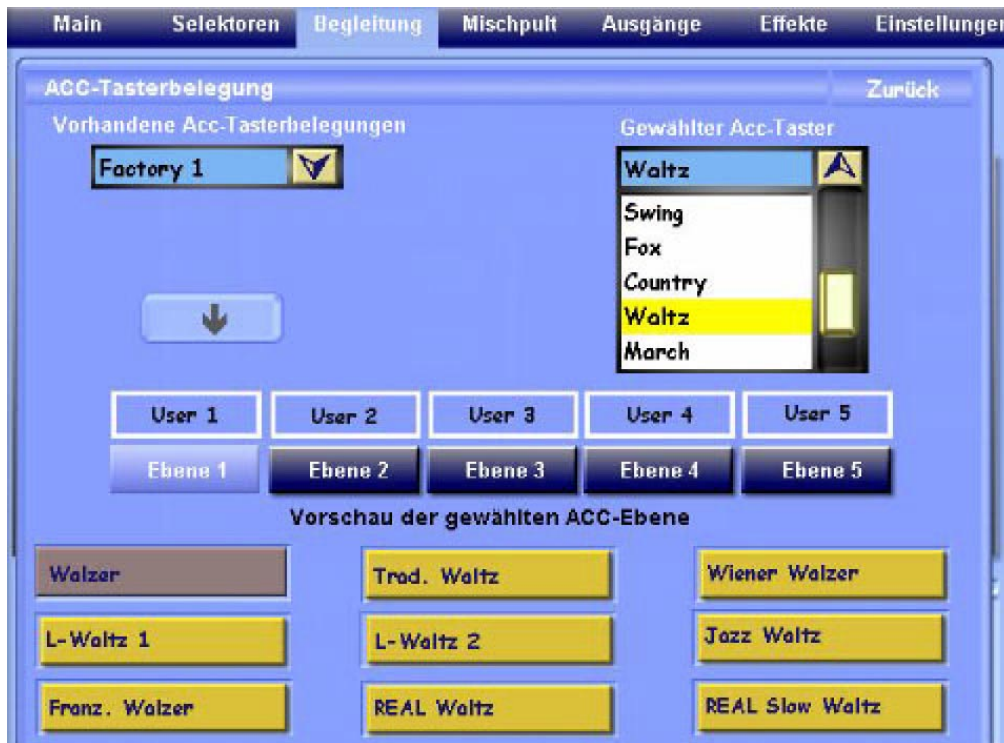 Main Selektoren Begleitung Mischpult Ausgänge Effekte Einstellunge
ACC-Tasterbelegung Zurück
Vorhandene Acc-Tasterbelegungen Gewählter Acc-Taster
Factory 1 Waltz
Swing
Fox
Country
Waltz
March
User 1 User 2 User 3 User 4 User 5
Ebene 1 Ebene 2 Ebene 3 Ebene 4 Ebene 5
Vorschau der gewählten ACC-Ebene
Walzer Trad. Waltz Wiener Walzer
L-Waltz 1 L-Waltz 2 Jazz Waltz
Franz. Walzer REAL Waltz REAL Slow Waltz